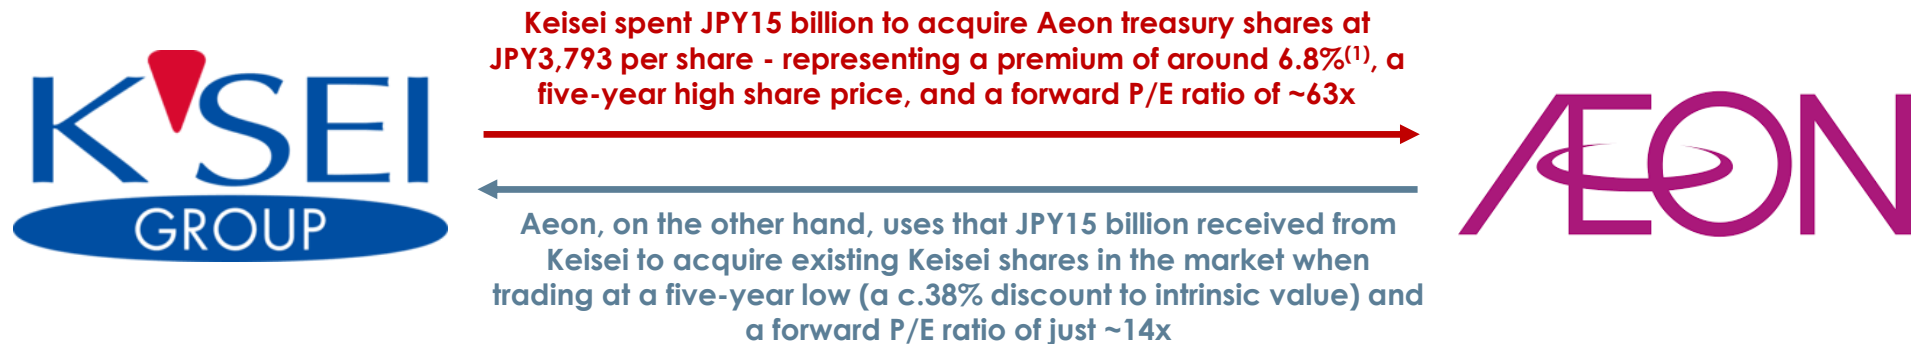 Keisei spent JPY15 billion to acquire Aeon treasury shares at
JPY3,793 per share - representing a premium of around 6.8%(1), a
five-year high share price, and a forward P/E ratio of ~63x
K'SEI
GROUP
ÆON
Aeon, on the other hand, uses that JPY15 billion received from
Keisei to acquire existing Keisei shares in the market when
trading at a five-year low (a c.38% discount to intrinsic value) and
a forward P/E ratio of just ~14x